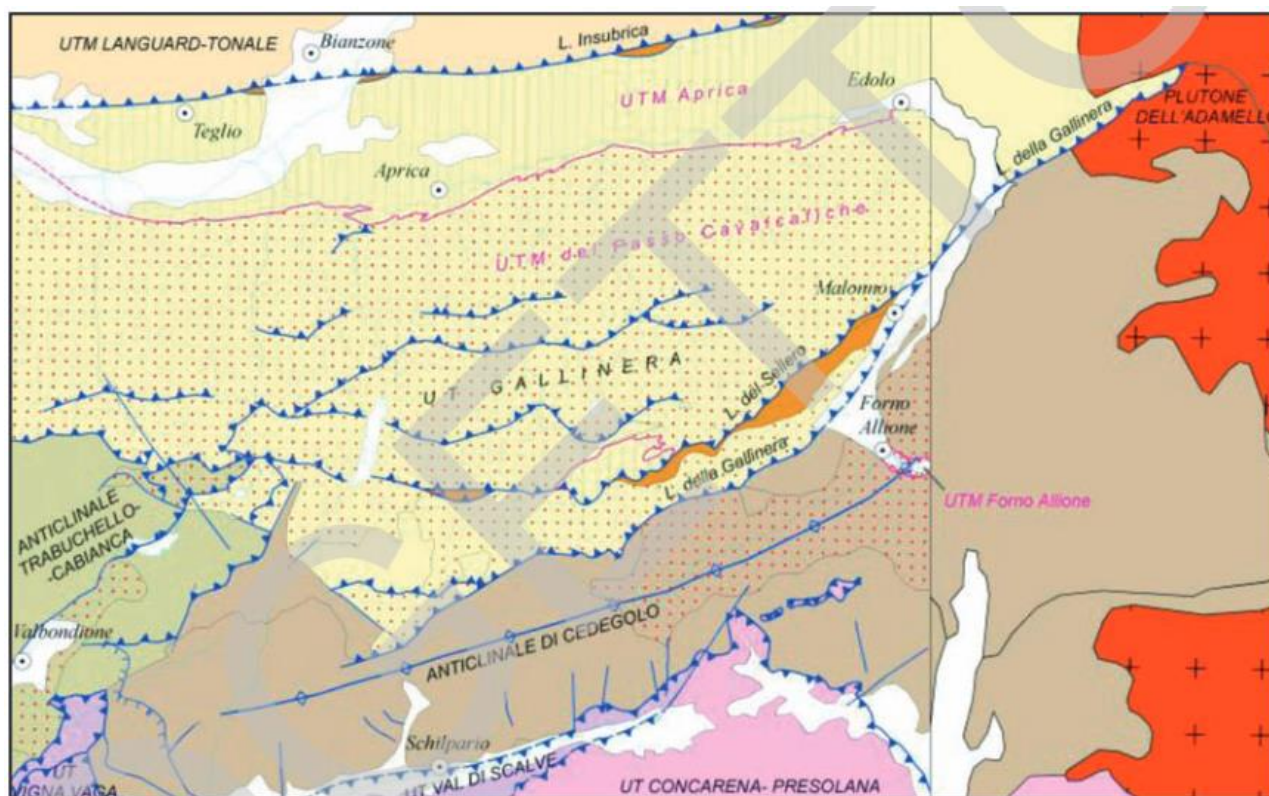 UTM LANGUARD-TONALE
Bianzone
L. Insubrica
Teglio
UTM Aprica
Edolo
PLUTONE
DELL'ADAMELLO
L. della Gallinera
Aprica
UTM del Passo Cavalcafiche
Malonno
UT GALLINERA
L. del Sellero
Forno
Allione
L. della Gallinera
UTM Forno Allione
ANTICLINALE
TRABUCHELLO-
-CABIANCA
Valbondione
ANTICLINALE DI CEDEGOLO
Schilpario
UT
VIGNA VAGA
UT VAL DI SCALVE
UT CONCARENA- PRESOLANA